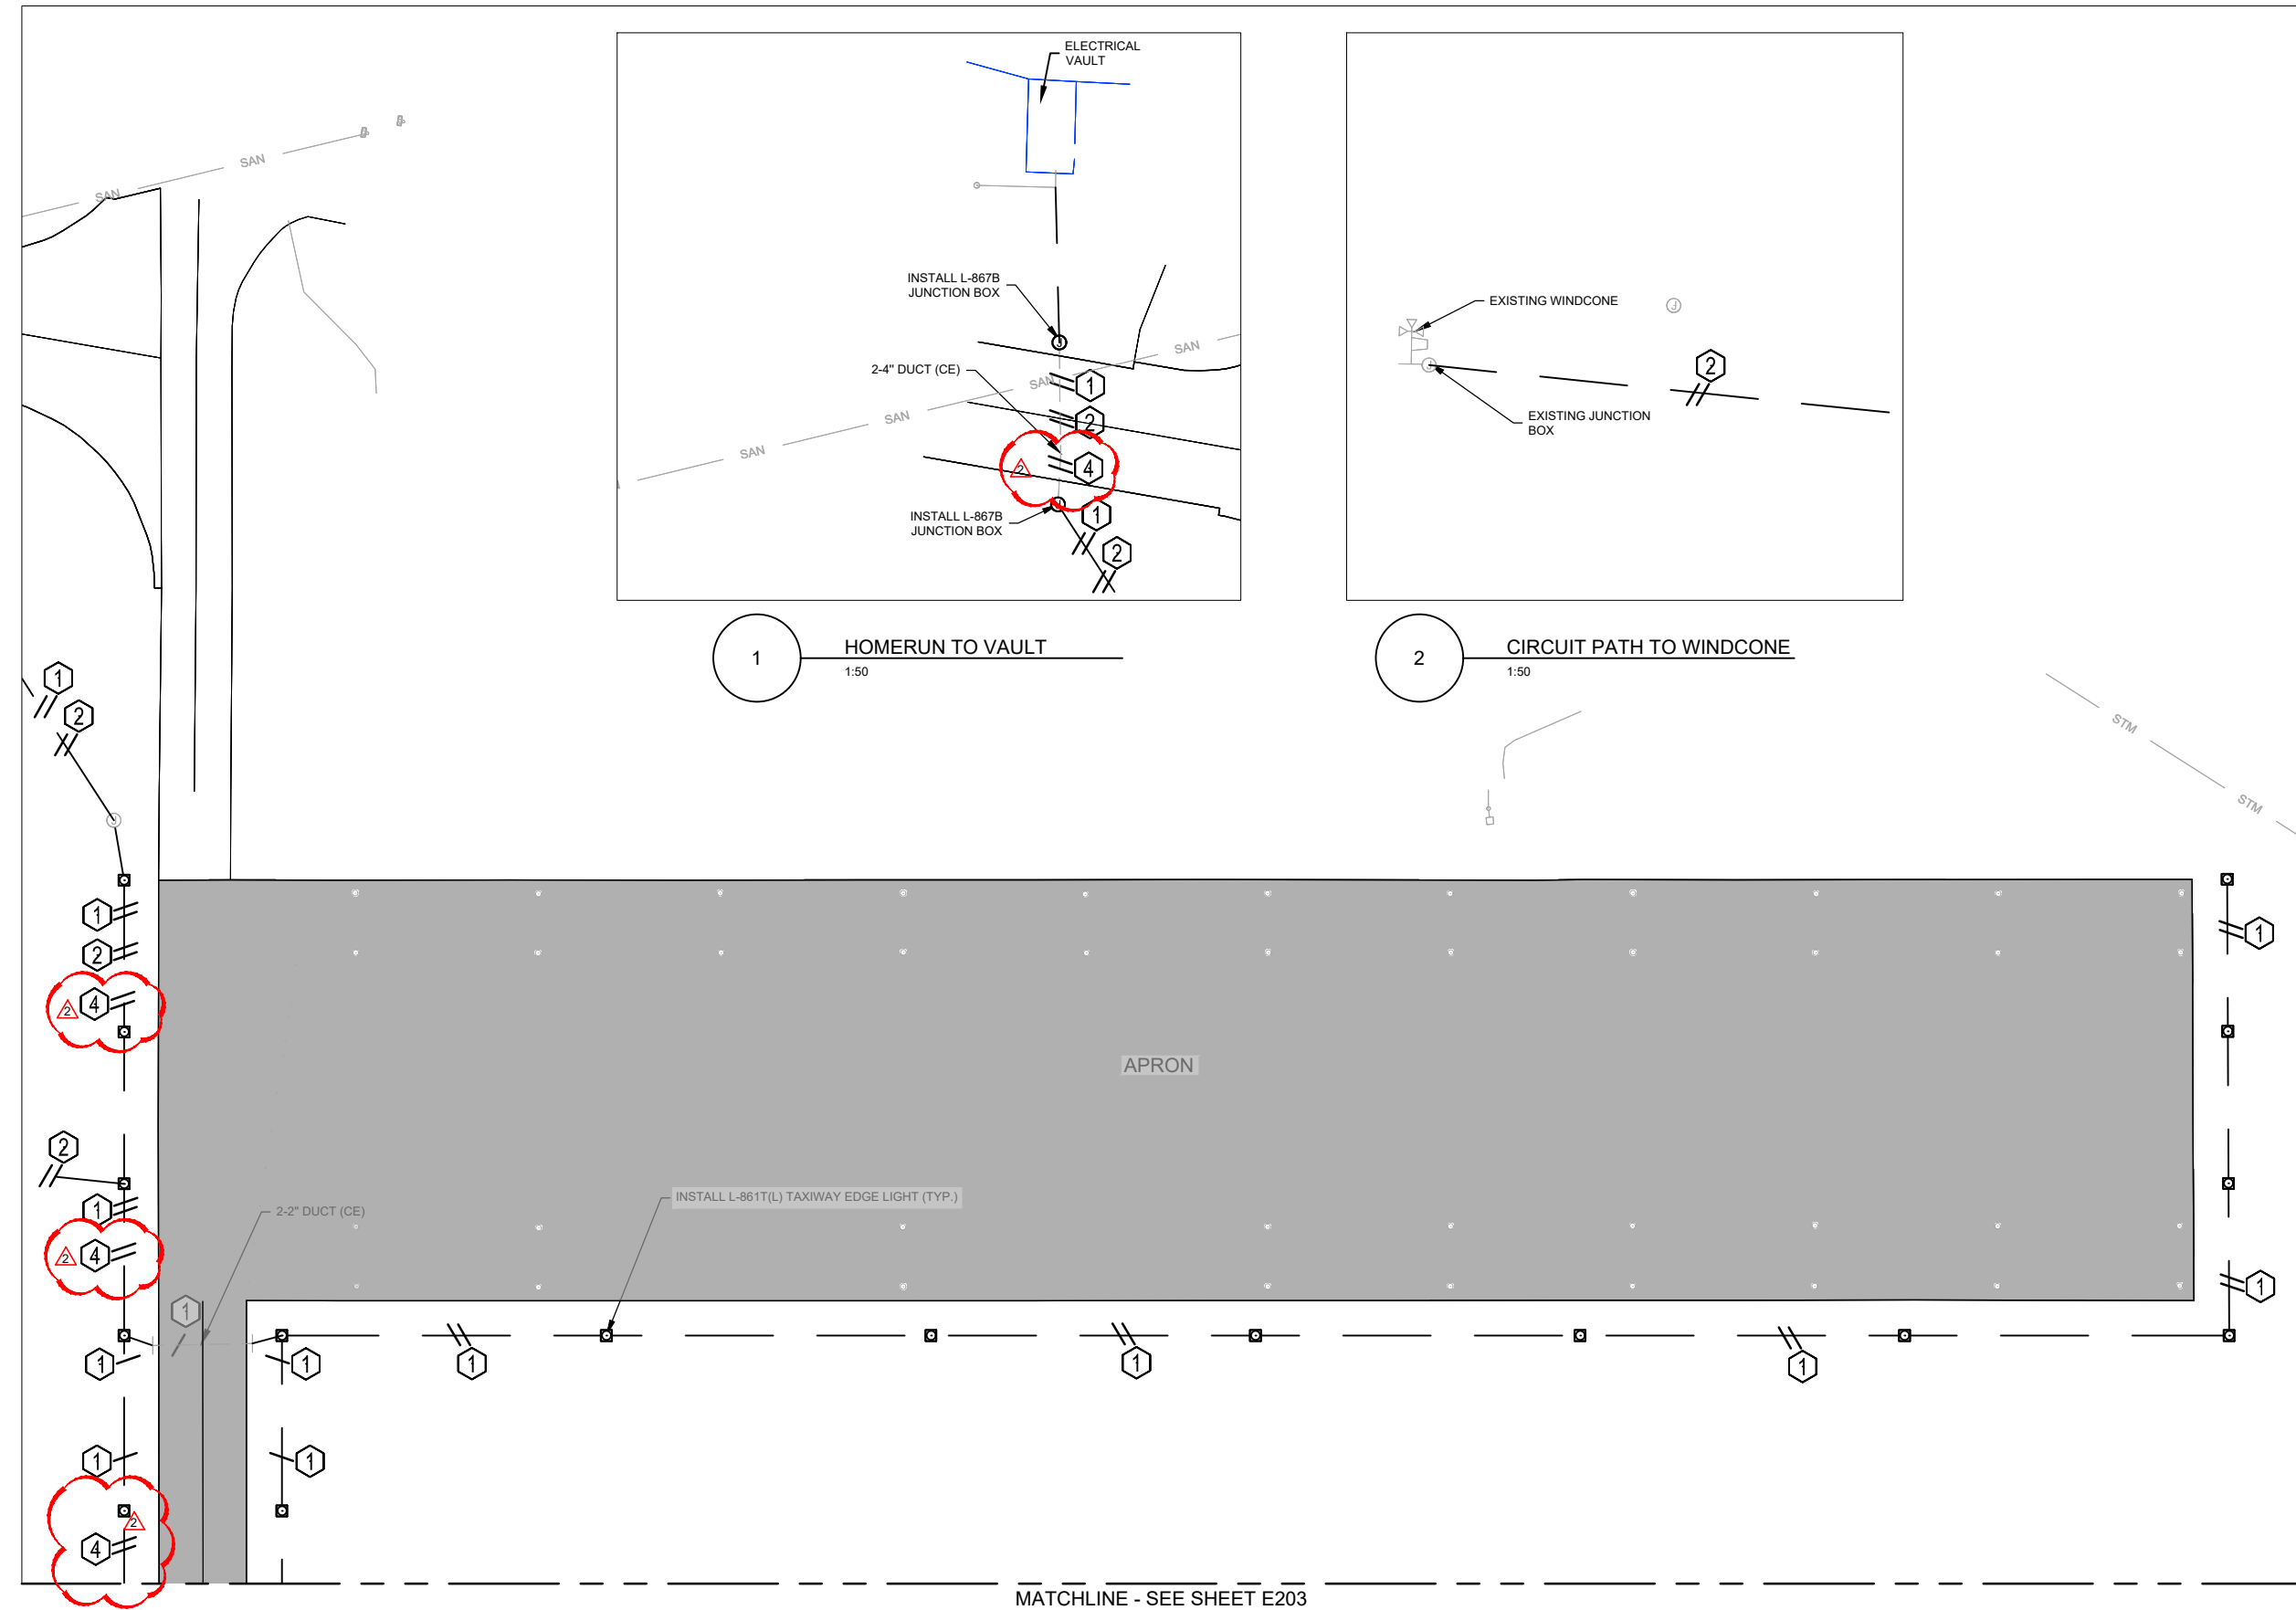 ELECTRICAL
VAULT
SAN
SAN
INSTALL L-867B
JUNCTION BOX
J
SAN
2-4" DUCT (CE)
SAN
1
SAN
2
SAN
2
4
INSTALL L-867B
JUNCTION BOX
1
2
EXISTING WINDCONE
J
2
J
EXISTING JUNCTION
BOX
1
HOMERUN TO VAULT
1:50
2
CIRCUIT PATH TO WINDCONE
1:50
1
2
STM
STM
J
1
2
1
2
4
APRON
2
1
INSTALL L-861T(L) TAXIWAY EDGE LIGHT (TYP.)
2-2" DUCT (CE)
2
4
1
1
1
1
1
1
1
1
1
2
4
MATCHLINE - SEE SHEET E203